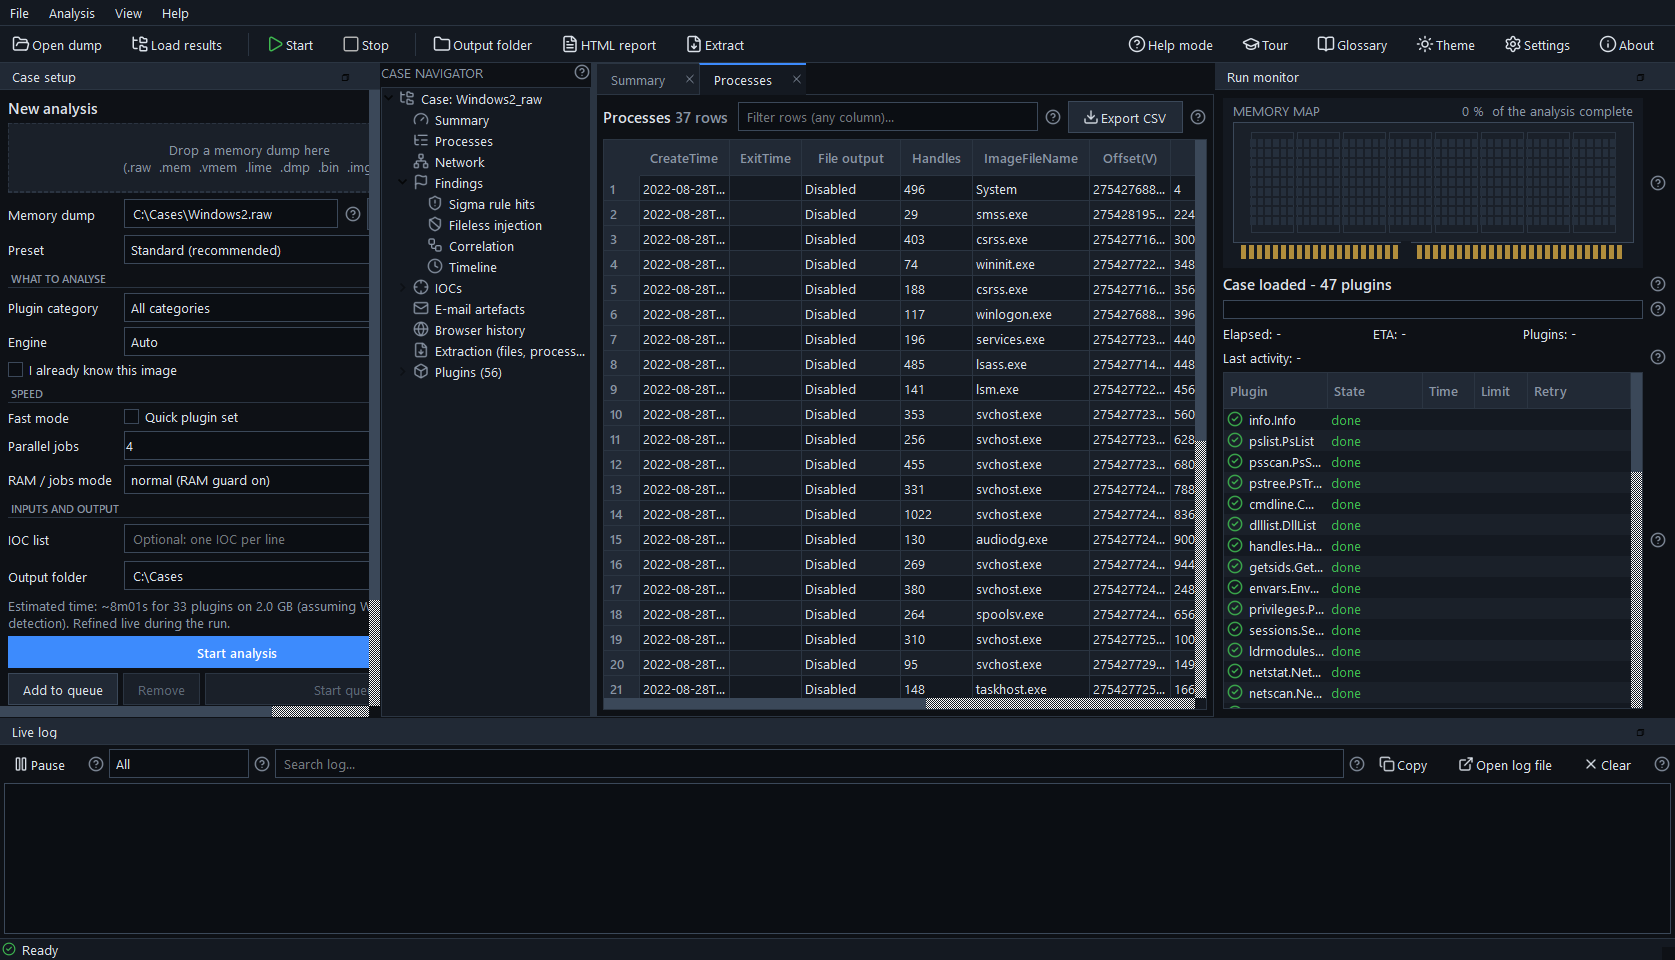 File Analysis View Help
Open dump Load results Start Stop Output folder HTML report Extract Help mode Tour Glossary Theme Settings About
Case setup
New analysis
Drop a memory dump here
(.raw .mem .vmem .lime .dmp .bin .img
Memory dump C:\Cases\Windows2.raw
Preset Standard (recommended)
WHAT TO ANALYSE
Plugin category All categories
Engine Auto
I already know this image
SPEED
Fast mode Quick plugin set
Parallel jobs 4
RAM / jobs mode normal (RAM guard on)
INPUTS AND OUTPUT
IOC list Optional: one IOC per line
Output folder C:\Cases
Estimated time: ~8m01s for 33 plugins on 2.0 GB (assuming W
detection). Refined live during the run.
Start analysis
Add to queue Remove Start que
CASE NAVIGATOR
Case: Windows2_raw
Summary
Processes
Network
Findings
Sigma rule hits
Fileless injection
Correlation
Timeline
IOCs
E-mail artefacts
Browser history
Extraction (files, process...
Plugins (56)
Summary Processes
Processes 37 rows Filter rows (any column)... Export CSV
CreateTime ExitTime File output Handles ImageFileName Offset(V)
1 2022-08-28T... Disabled 496 System 275427688... 4
2 2022-08-28T... Disabled 29 smss.exe 275428195... 224
3 2022-08-28T... Disabled 403 csrss.exe 275427716... 300
4 2022-08-28T... Disabled 74 wininit.exe 275427722... 348
5 2022-08-28T... Disabled 188 csrss.exe 275427716... 356
6 2022-08-28T... Disabled 117 winlogon.exe 275427688... 396
7 2022-08-28T... Disabled 196 services.exe 275427723... 440
8 2022-08-28T... Disabled 485 lsass.exe 275427714... 448
9 2022-08-28T... Disabled 141 lsm.exe 275427722... 456
10 2022-08-28T... Disabled 353 svchost.exe 275427723... 560
11 2022-08-28T... Disabled 256 svchost.exe 275427723... 628
12 2022-08-28T... Disabled 455 svchost.exe 275427723... 680
13 2022-08-28T... Disabled 331 svchost.exe 275427724... 788
14 2022-08-28T... Disabled 1022 svchost.exe 275427724... 836
15 2022-08-28T... Disabled 130 audiodg.exe 275427724... 900
16 2022-08-28T... Disabled 269 svchost.exe 275427724... 944
17 2022-08-28T... Disabled 380 svchost.exe 275427724... 248
18 2022-08-28T... Disabled 264 spoolsv.exe 275427724... 656
19 2022-08-28T... Disabled 310 svchost.exe 275427725... 100
20 2022-08-28T... Disabled 95 svchost.exe 275427729... 149
21 2022-08-28T... Disabled 148 taskhost.exe 275427725... 166
Run monitor
MEMORY MAP 0 % of the analysis complete
Case loaded - 47 plugins
Elapsed: - ETA: - Plugins: -
Last activity: -
Plugin State Time Limit Retry
info.Info done
pslist.PsList done
psscan.PsS... done
pstree.PsTr... done
cmdline.C... done
dlllist.DllList done
handles.Ha... done
getsids.Get... done
envars.Env... done
privileges.P... done
sessions.Se... done
ldrmodules... done
netstat.Net... done
netscan.Ne... done
Live log
Pause All Search log... Copy Open log file Clear
Ready